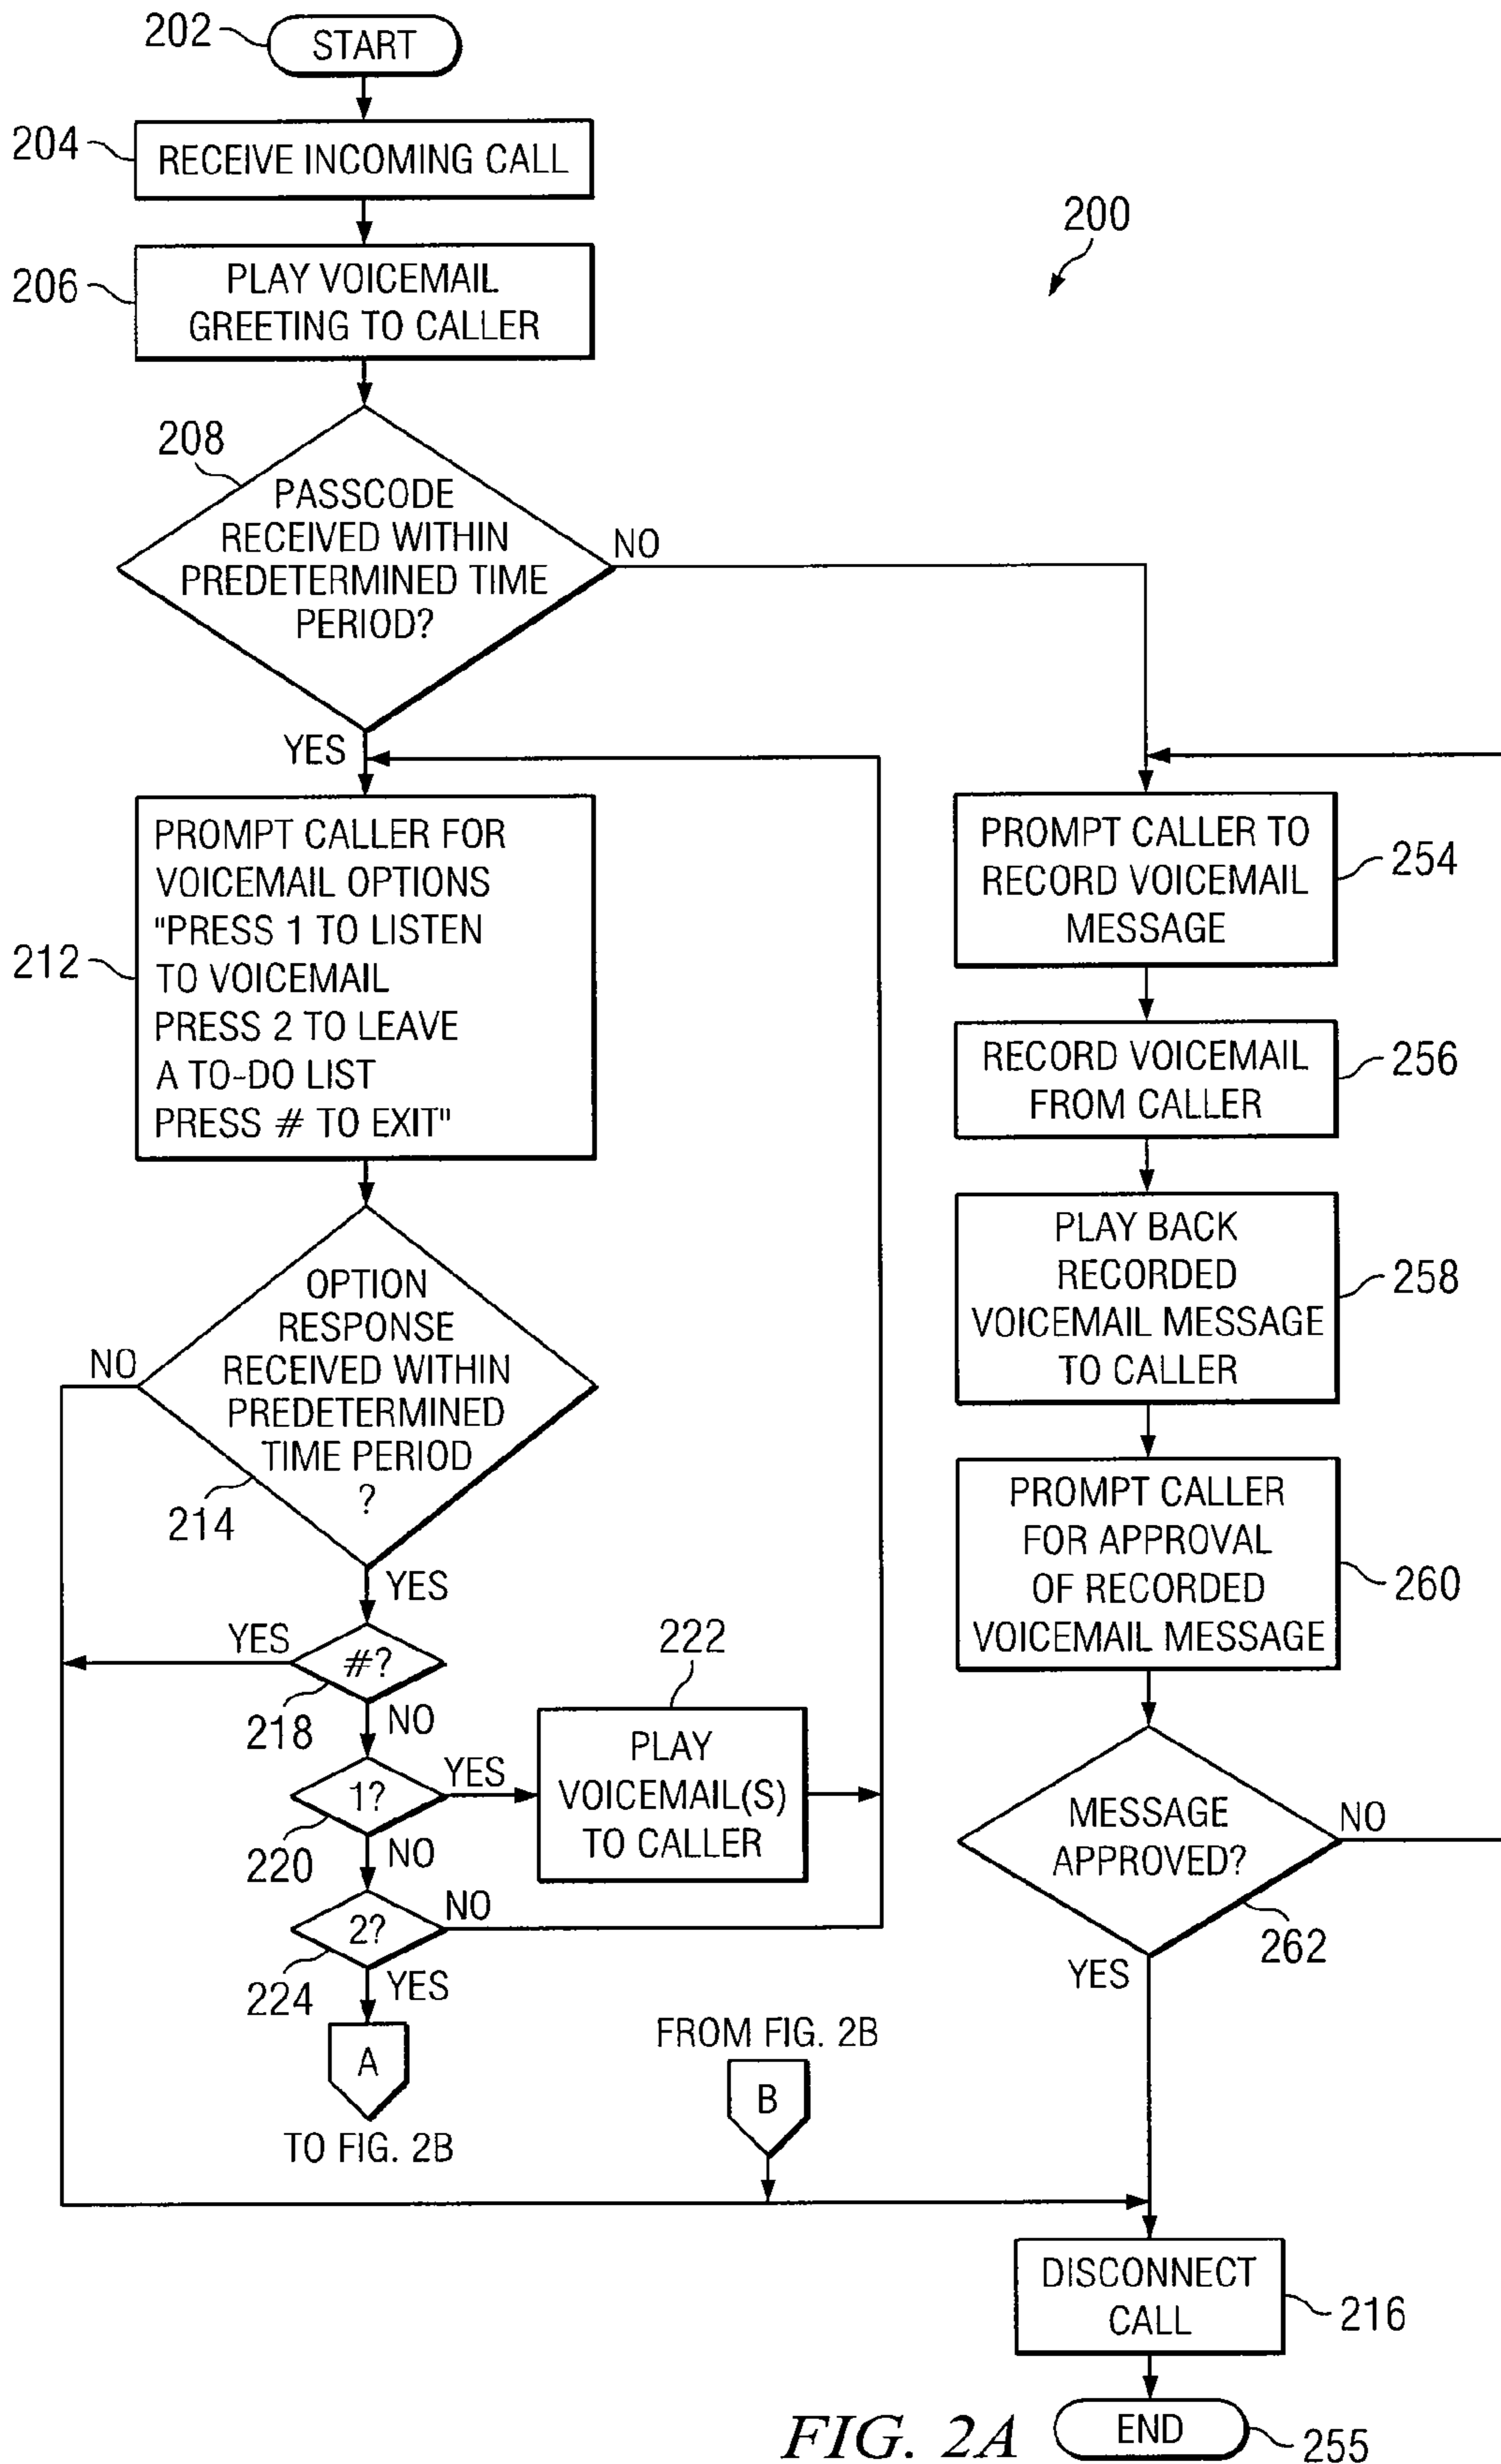 202
START
204
RECEIVE INCOMING CALL
200
206
PLAY VOICEMAIL
GREETING TO CALLER
208
PASSCODE
RECEIVED WITHIN
PREDETERMINED TIME
PERIOD?
NO
YES
212
PROMPT CALLER FOR
VOICEMAIL OPTIONS
"PRESS 1 TO LISTEN
TO VOICEMAIL
PRESS 2 TO LEAVE
A TO-DO LIST
PRESS # TO EXIT"
OPTION
RESPONSE
RECEIVED WITHIN
PREDETERMINED
TIME PERIOD
?
NO
214
YES
#?
YES
218
NO
1?
YES
220
NO
222
PLAY
VOICEMAIL(S)
TO CALLER
2?
NO
224
YES
A
TO FIG. 2B
FROM FIG. 2B
B
PROMPT CALLER TO
RECORD VOICEMAIL
MESSAGE
254
RECORD VOICEMAIL
FROM CALLER
256
PLAY BACK
RECORDED
VOICEMAIL MESSAGE
TO CALLER
258
PROMPT CALLER
FOR APPROVAL
OF RECORDED
VOICEMAIL MESSAGE
260
MESSAGE
APPROVED?
NO
262
YES
DISCONNECT
CALL
216
END
255
FIG. 2A